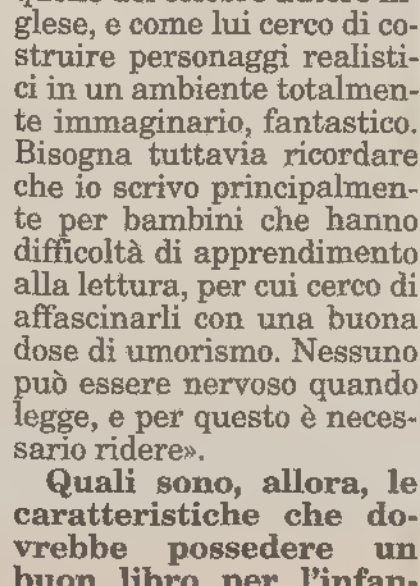 glese, e come lui cerco di co-
struire personaggi realisti-
ci in un ambiente totalmen-
te immaginario, fantastico.
Bisogna tuttavia ricordare
che io scrivo principalmen-
te per bambini che hanno
difficoltà di apprendimento
alla lettura, per cui cerco di
affascinarli con una buona
dose di umorismo. Nessuno
può essere nervoso quando
legge, e per questo è neces-
sario ridere».
Quali sono, allora, le
caratteristiche che do-
vrebbe possedere un
buon libro per l'infan-